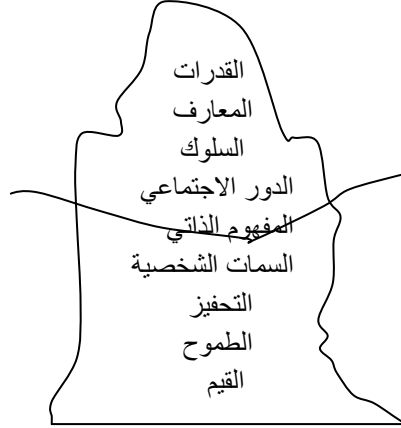 القدرات
المعارف
السلوك
الدور الاجتماعي
المفهوم الذاتي
السمات الشخصية
التحفيز
الطموح
القيم